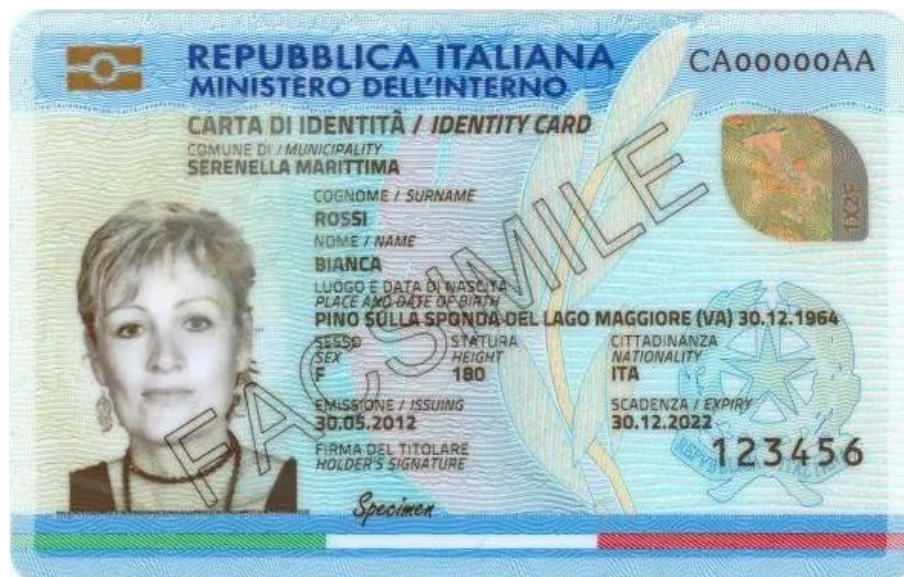 REPUBBLICA ITALIANA
CA00000AA
MINISTERO DELL'INTERNO
CARTA DI IDENTITÀ / IDENTITY CARD
COMUNE DI / MUNICIPALITY
SERENELLA MARITTIMA
1X2F
COGNOME / SURNAME
ROSSI
NOME / NAME
BIANCA
LUOGO E DATA DI NASCITA
PLACE AND DATE OF BIRTH
PINO SULLA SPONDA DEL LAGO MAGGIORE (VA) 30.12.1964
SESSO STATURA CITTADINANZA
SEX HEIGHT NATIONALITY
F 180 ITA
EMISSIONE / ISSUING SCADENZA / EXPIRY
30.05.2012 30.12.2022
FIRMA DEL TITOLARE
HOLDER'S SIGNATURE
123456
Specimen
FACSIMILE